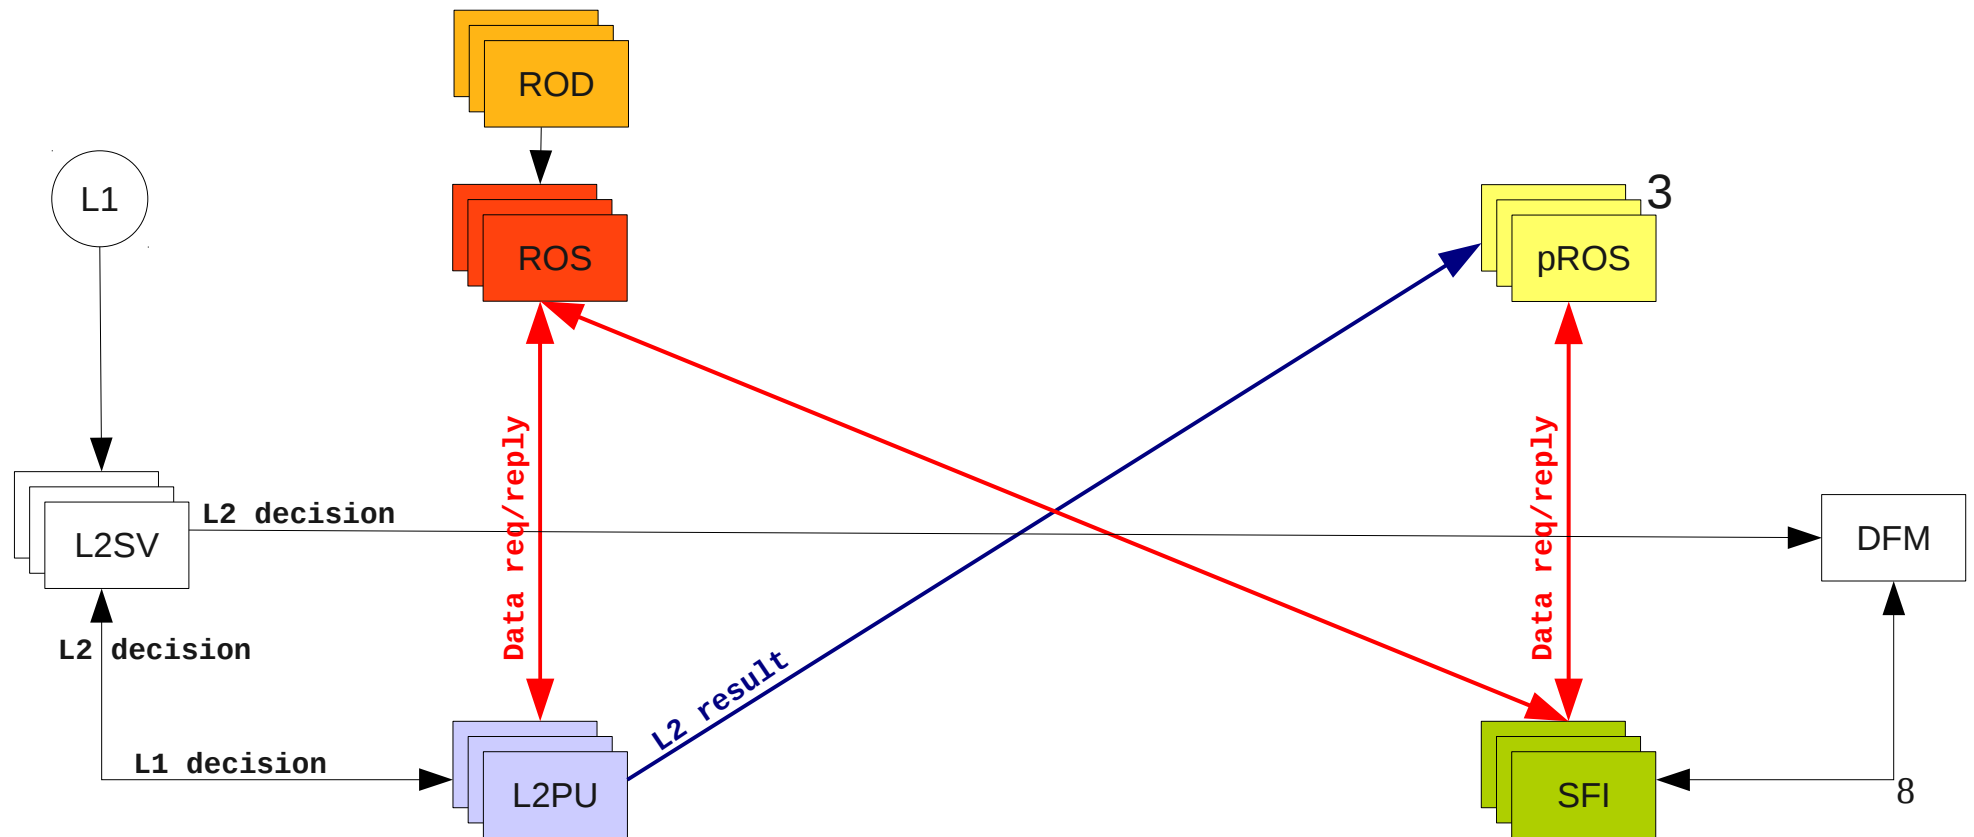 ROD
L1
ROS
3
pROS
Data req/reply
Data req/reply
L2 decision
L2SV
DFM
L2 decision
L2 result
L1 decision
L2PU
SFI
8